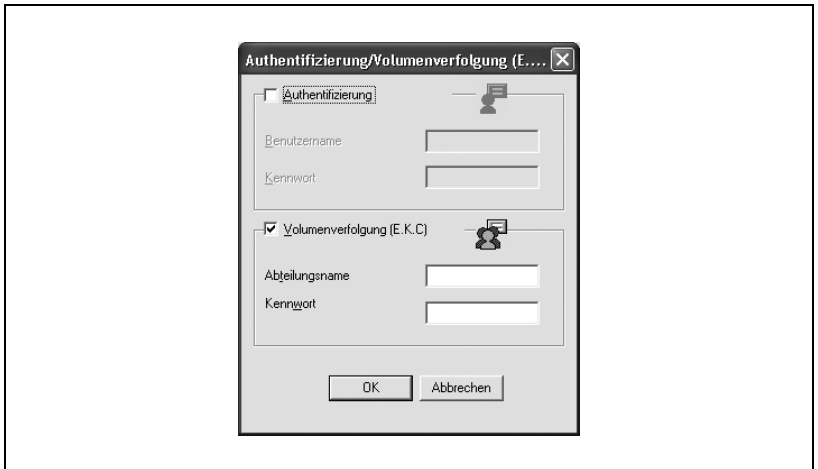 Authentifizierung/Volumenverfolgung (E....
Authentifizierung
Benutzername
Kennwort
Volumenverfolgung (E.K.C)
Abteilungsname
Kennwort
OK Abbrechen